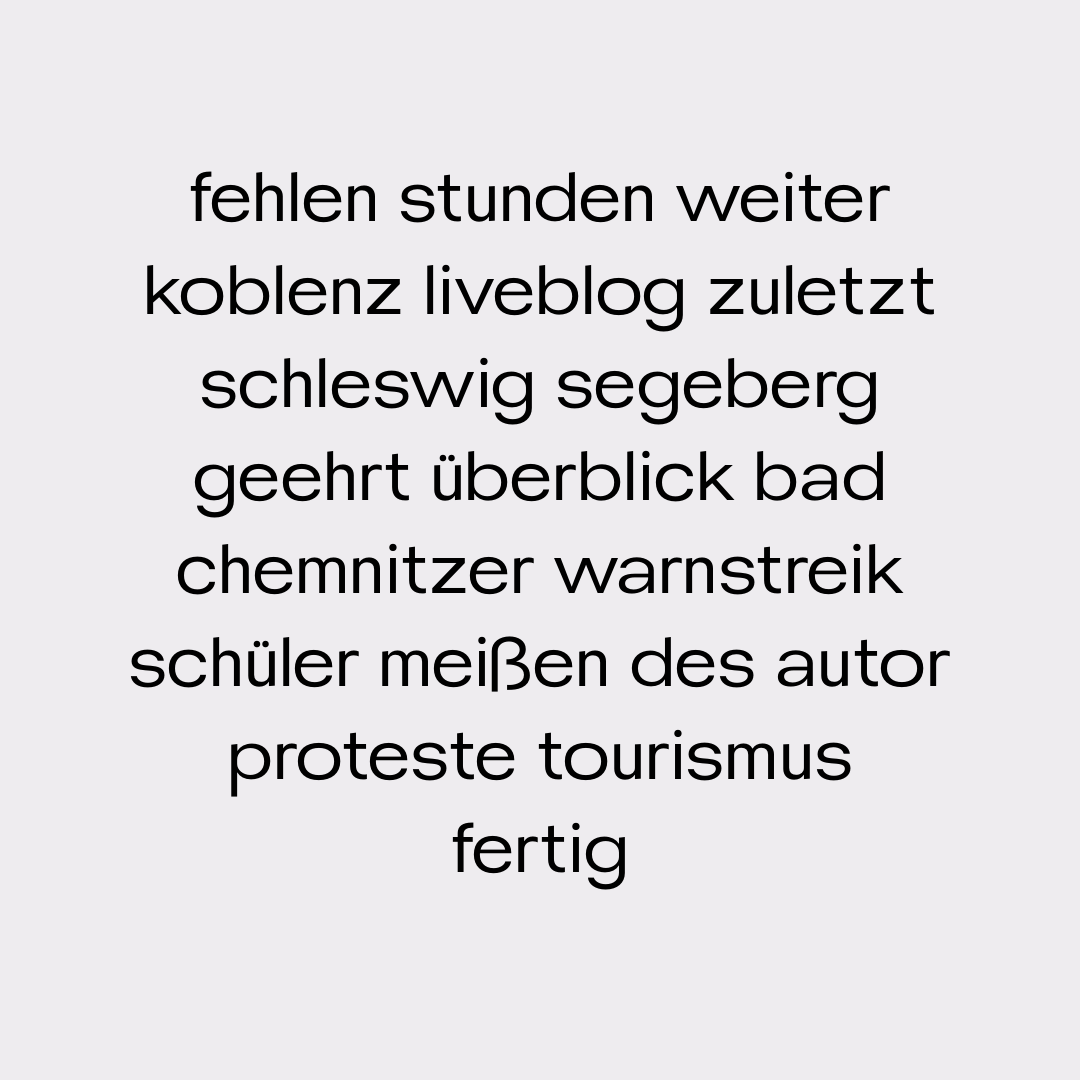 fehlen stunden weiter
koblenz liveblog zuletzt
schleswig segeberg
geehrt überblick bad
chemnitzer warnstreik
schüler meißen des autor
proteste tourismus
fertig